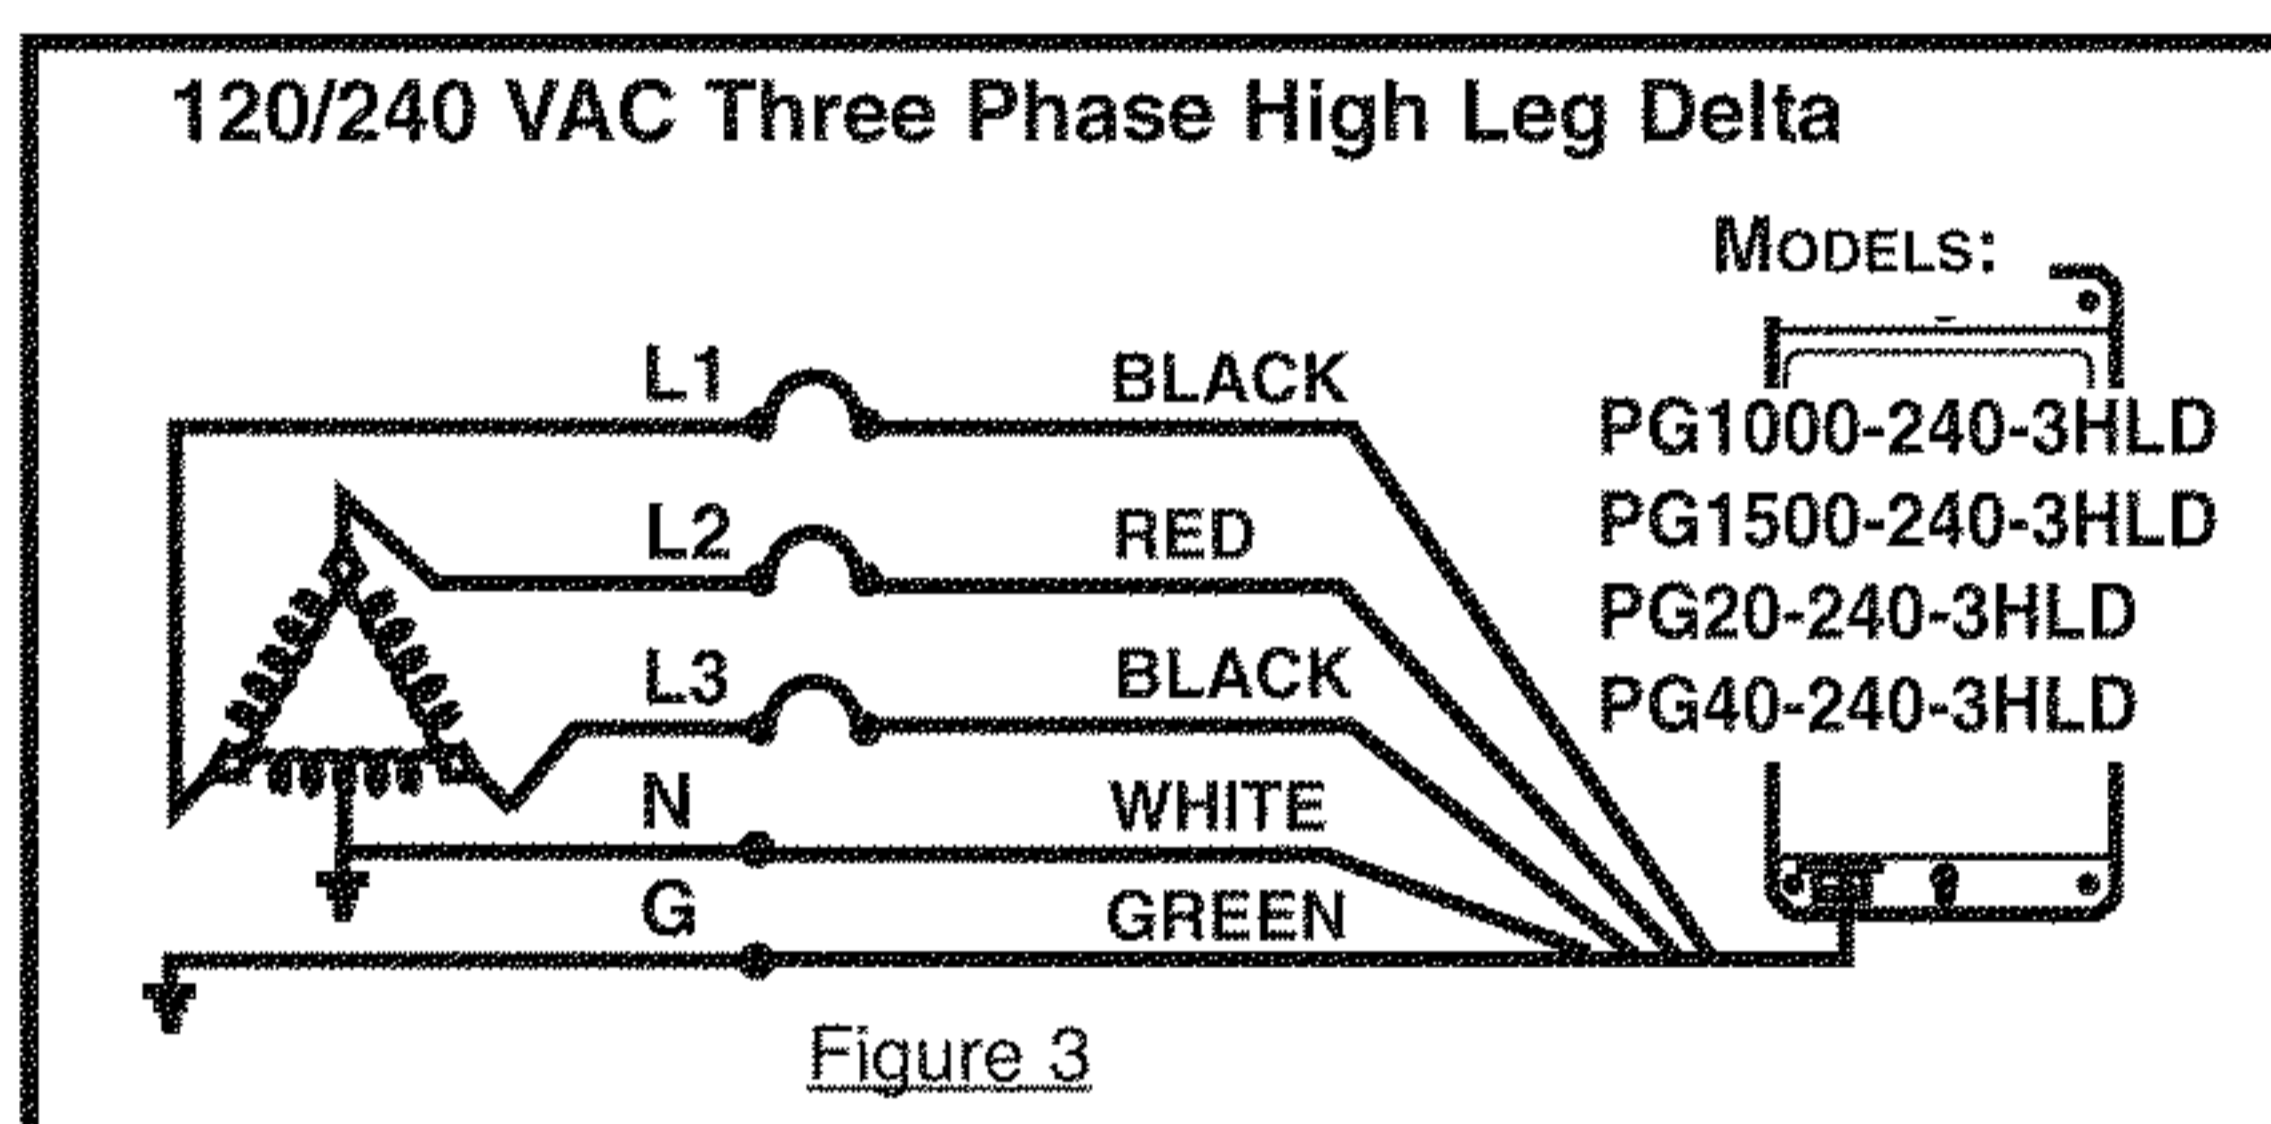 120/240 VAC Three Phase High Leg Delta
MODELS:
L1 BLACK
PG1000-240-3HLD
L2 RED
PG1500-240-3HLD
PG20-240-3HLD
L3 BLACK
PG40-240-3HLD
N WHITE
G GREEN
Figure 3